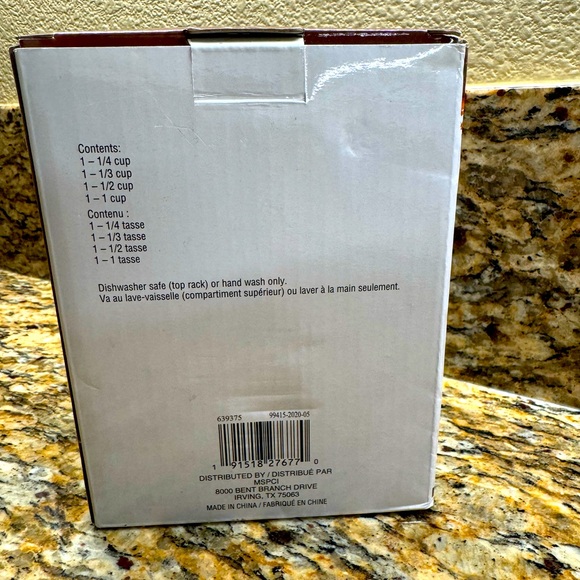 Contents:
1 – 1/4 cup
1 – 1/3 cup
1 – 1/2 cup
1 – 1 cup
Contenu :
1 – 1/4 tasse
1 – 1/3 tasse
1 – 1/2 tasse
1 – 1 tasse
Dishwasher safe (top rack) or hand wash only.
Va au lave-vaisselle (compartiment supérieur) ou laver à la main seulement.
639375 99415-2020-05
1 91518 27677 0
DISTRIBUTED BY / DISTRIBUÉ PAR
MSPCI
8000 BENT BRANCH DRIVE
IRVING, TX 75063
MADE IN CHINA / FABRIQUÉ EN CHINE